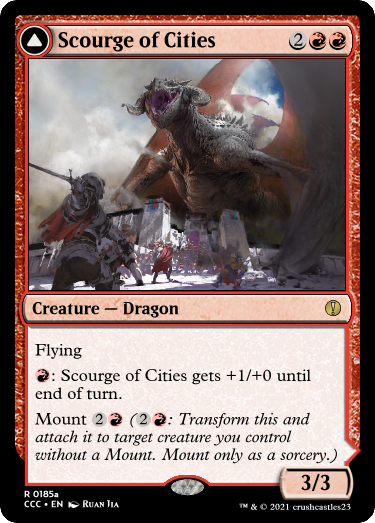 Scourge of Cities 2
Creature — Dragon
Flying
: Scourge of Cities gets +1/+0 until
end of turn.
Mount 2 (2: Transform this and
attach it to target creature you control
without a Mount. Mount only as a sorcery.)
3/3
R 0185a
CCC • EN Ruan Jia
™ & © 2021 crushcastles23